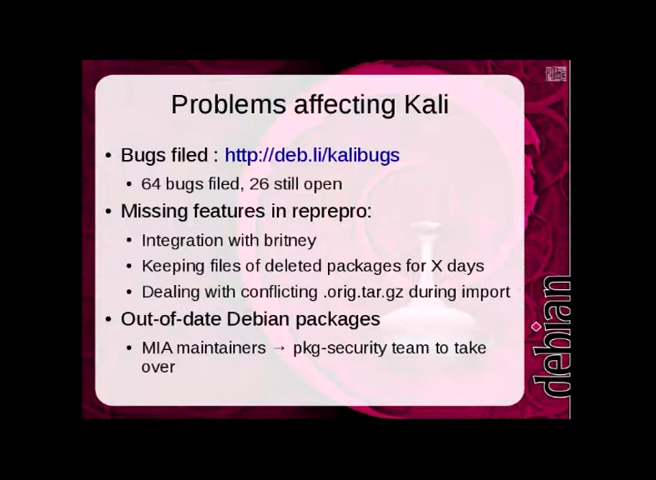 Problems affecting Kali
• Bugs filed : http://deb.li/kalibugs
• 64 bugs filed, 26 still open
• Missing features in reprepro:
• Integration with britney
• Keeping files of deleted packages for X days
• Dealing with conflicting .orig.tar.gz during import
• Out-of-date Debian packages
• MIA maintainers → pkg-security team to take
over
debian